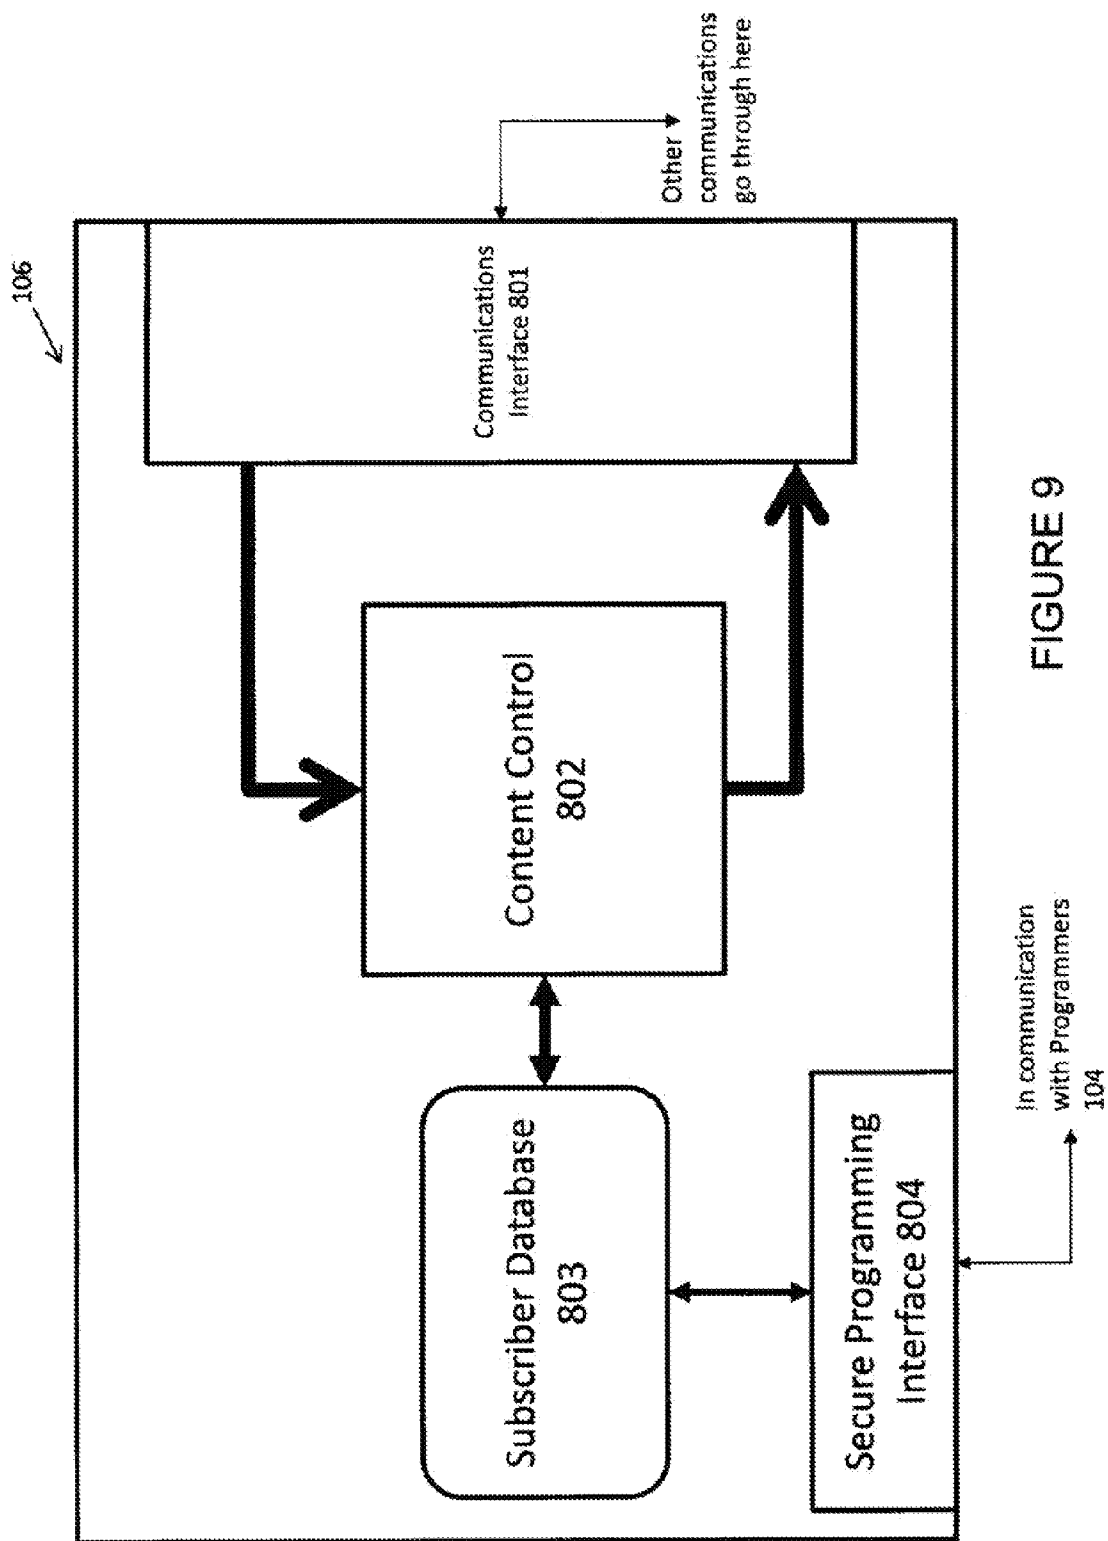 106
Subscriber Database
803
Content Control
802
Communications
Interface 801
Other
communications
go through here
Secure Programming
Interface 804
In communication
with Programmers
104
FIGURE 9